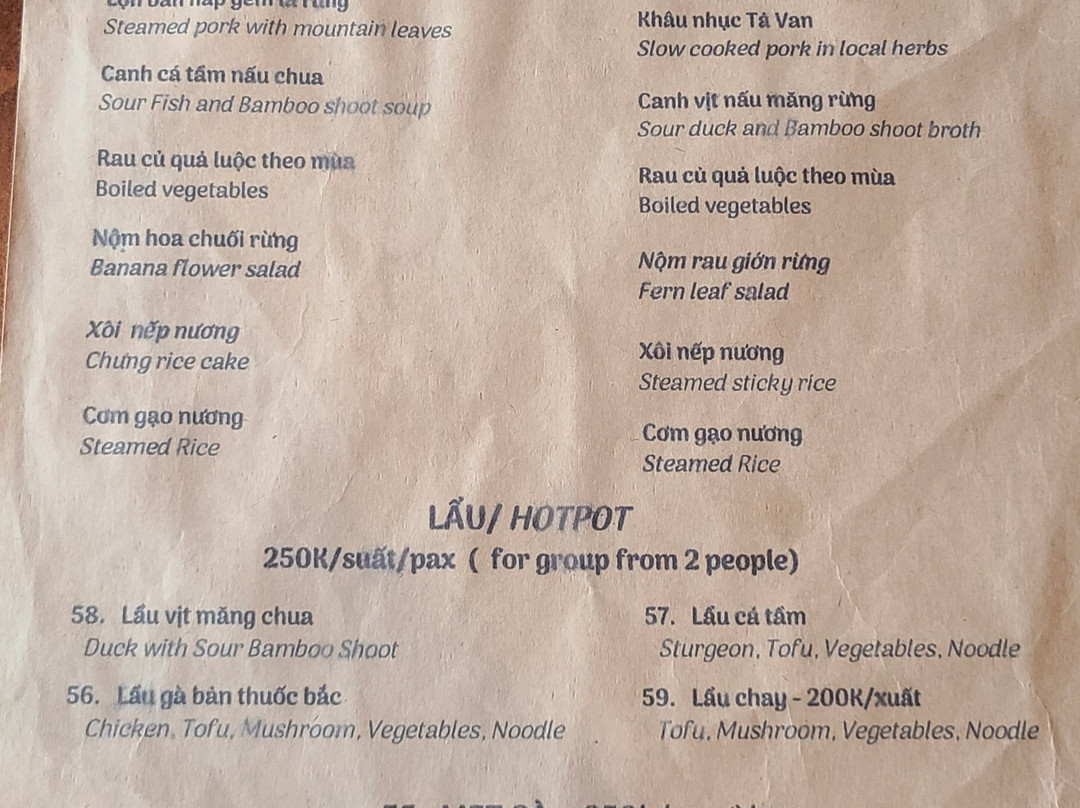 Steamed pork with mountain leaves
Canh cá tầm nấu chua
Sour Fish and Bamboo shoot soup
Rau củ quả luộc theo mùa
Boiled vegetables
Nộm hoa chuối rừng
Banana flower salad
Xôi nếp nương
Chưng rice cake
Cơm gạo nương
Steamed Rice
Khâu nhục Tả Van
Slow cooked pork in local herbs
Canh vịt nấu măng rừng
Sour duck and Bamboo shoot broth
Rau củ quả luộc theo mùa
Boiled vegetables
Nộm rau giớn rừng
Fern leaf salad
Xôi nếp nương
Steamed sticky rice
Cơm gạo nương
Steamed Rice
LẨU/ HOTPOT
250K/suất/pax ( for group from 2 people)
58. Lẩu vịt măng chua
Duck with Sour Bamboo Shoot
57. Lẩu cá tầm
Sturgeon, Tofu, Vegetables, Noodle
56. Lẩu gà bản thuốc bắc
Chicken, Tofu, Mushroom, Vegetables, Noodle
59. Lẩu chay - 200K/xuất
Tofu, Mushroom, Vegetables, Noodle